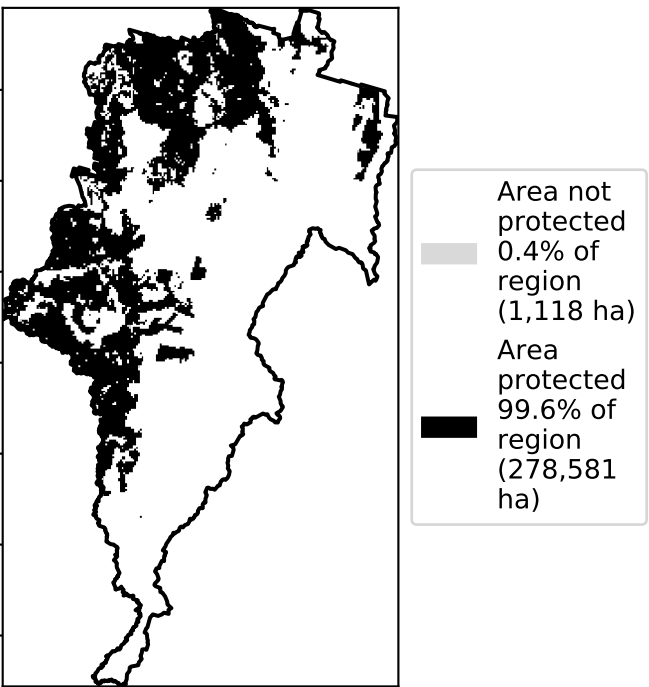 Area not
protected
0.4% of
region
(1,118 ha)
Area
protected
99.6% of
region
(278,581
ha)